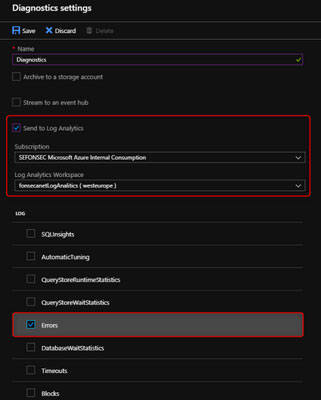 Diagnostics settings
Save Discard Delete
* Name
Diagnostics
Archive to a storage account
Stream to an event hub
Send to Log Analytics
Subscription
SEFONSEC Microsoft Azure Internal Consumption
Log Analytics Workspace
fonsecanetLogAnalitics ( westeurope )
LOG
SQLInsights
AutomaticTuning
QueryStoreRuntimeStatistics
QueryStoreWaitStatistics
Errors
DatabaseWaitStatistics
Timeouts
Blocks